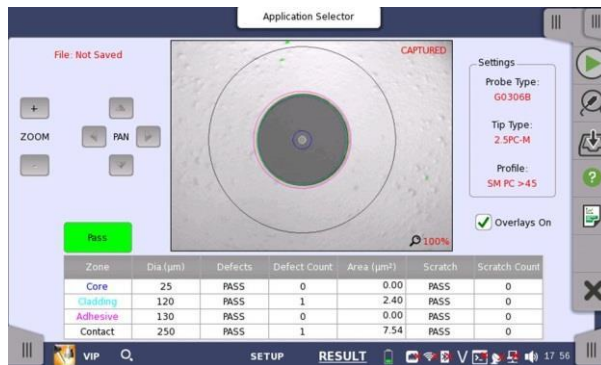 Application Selector
File: Not Saved
CAPTURED
+
ZOOM
PAN
-
100%
Settings
Probe Type:
G0306B
Tip Type:
2.5PC-M
Profile:
SM PC >45
Overlays On
Pass
Zone Dia.(µm) Defects Defect Count Area (µm²) Scratch Scratch Count
Core 25 PASS 0 0.00 PASS 0
Cladding 120 PASS 1 2.40 PASS 0
Adhesive 130 PASS 0 0.00 PASS 0
Contact 250 PASS 1 7.54 PASS 0
VIP SETUP RESULT V 17 56